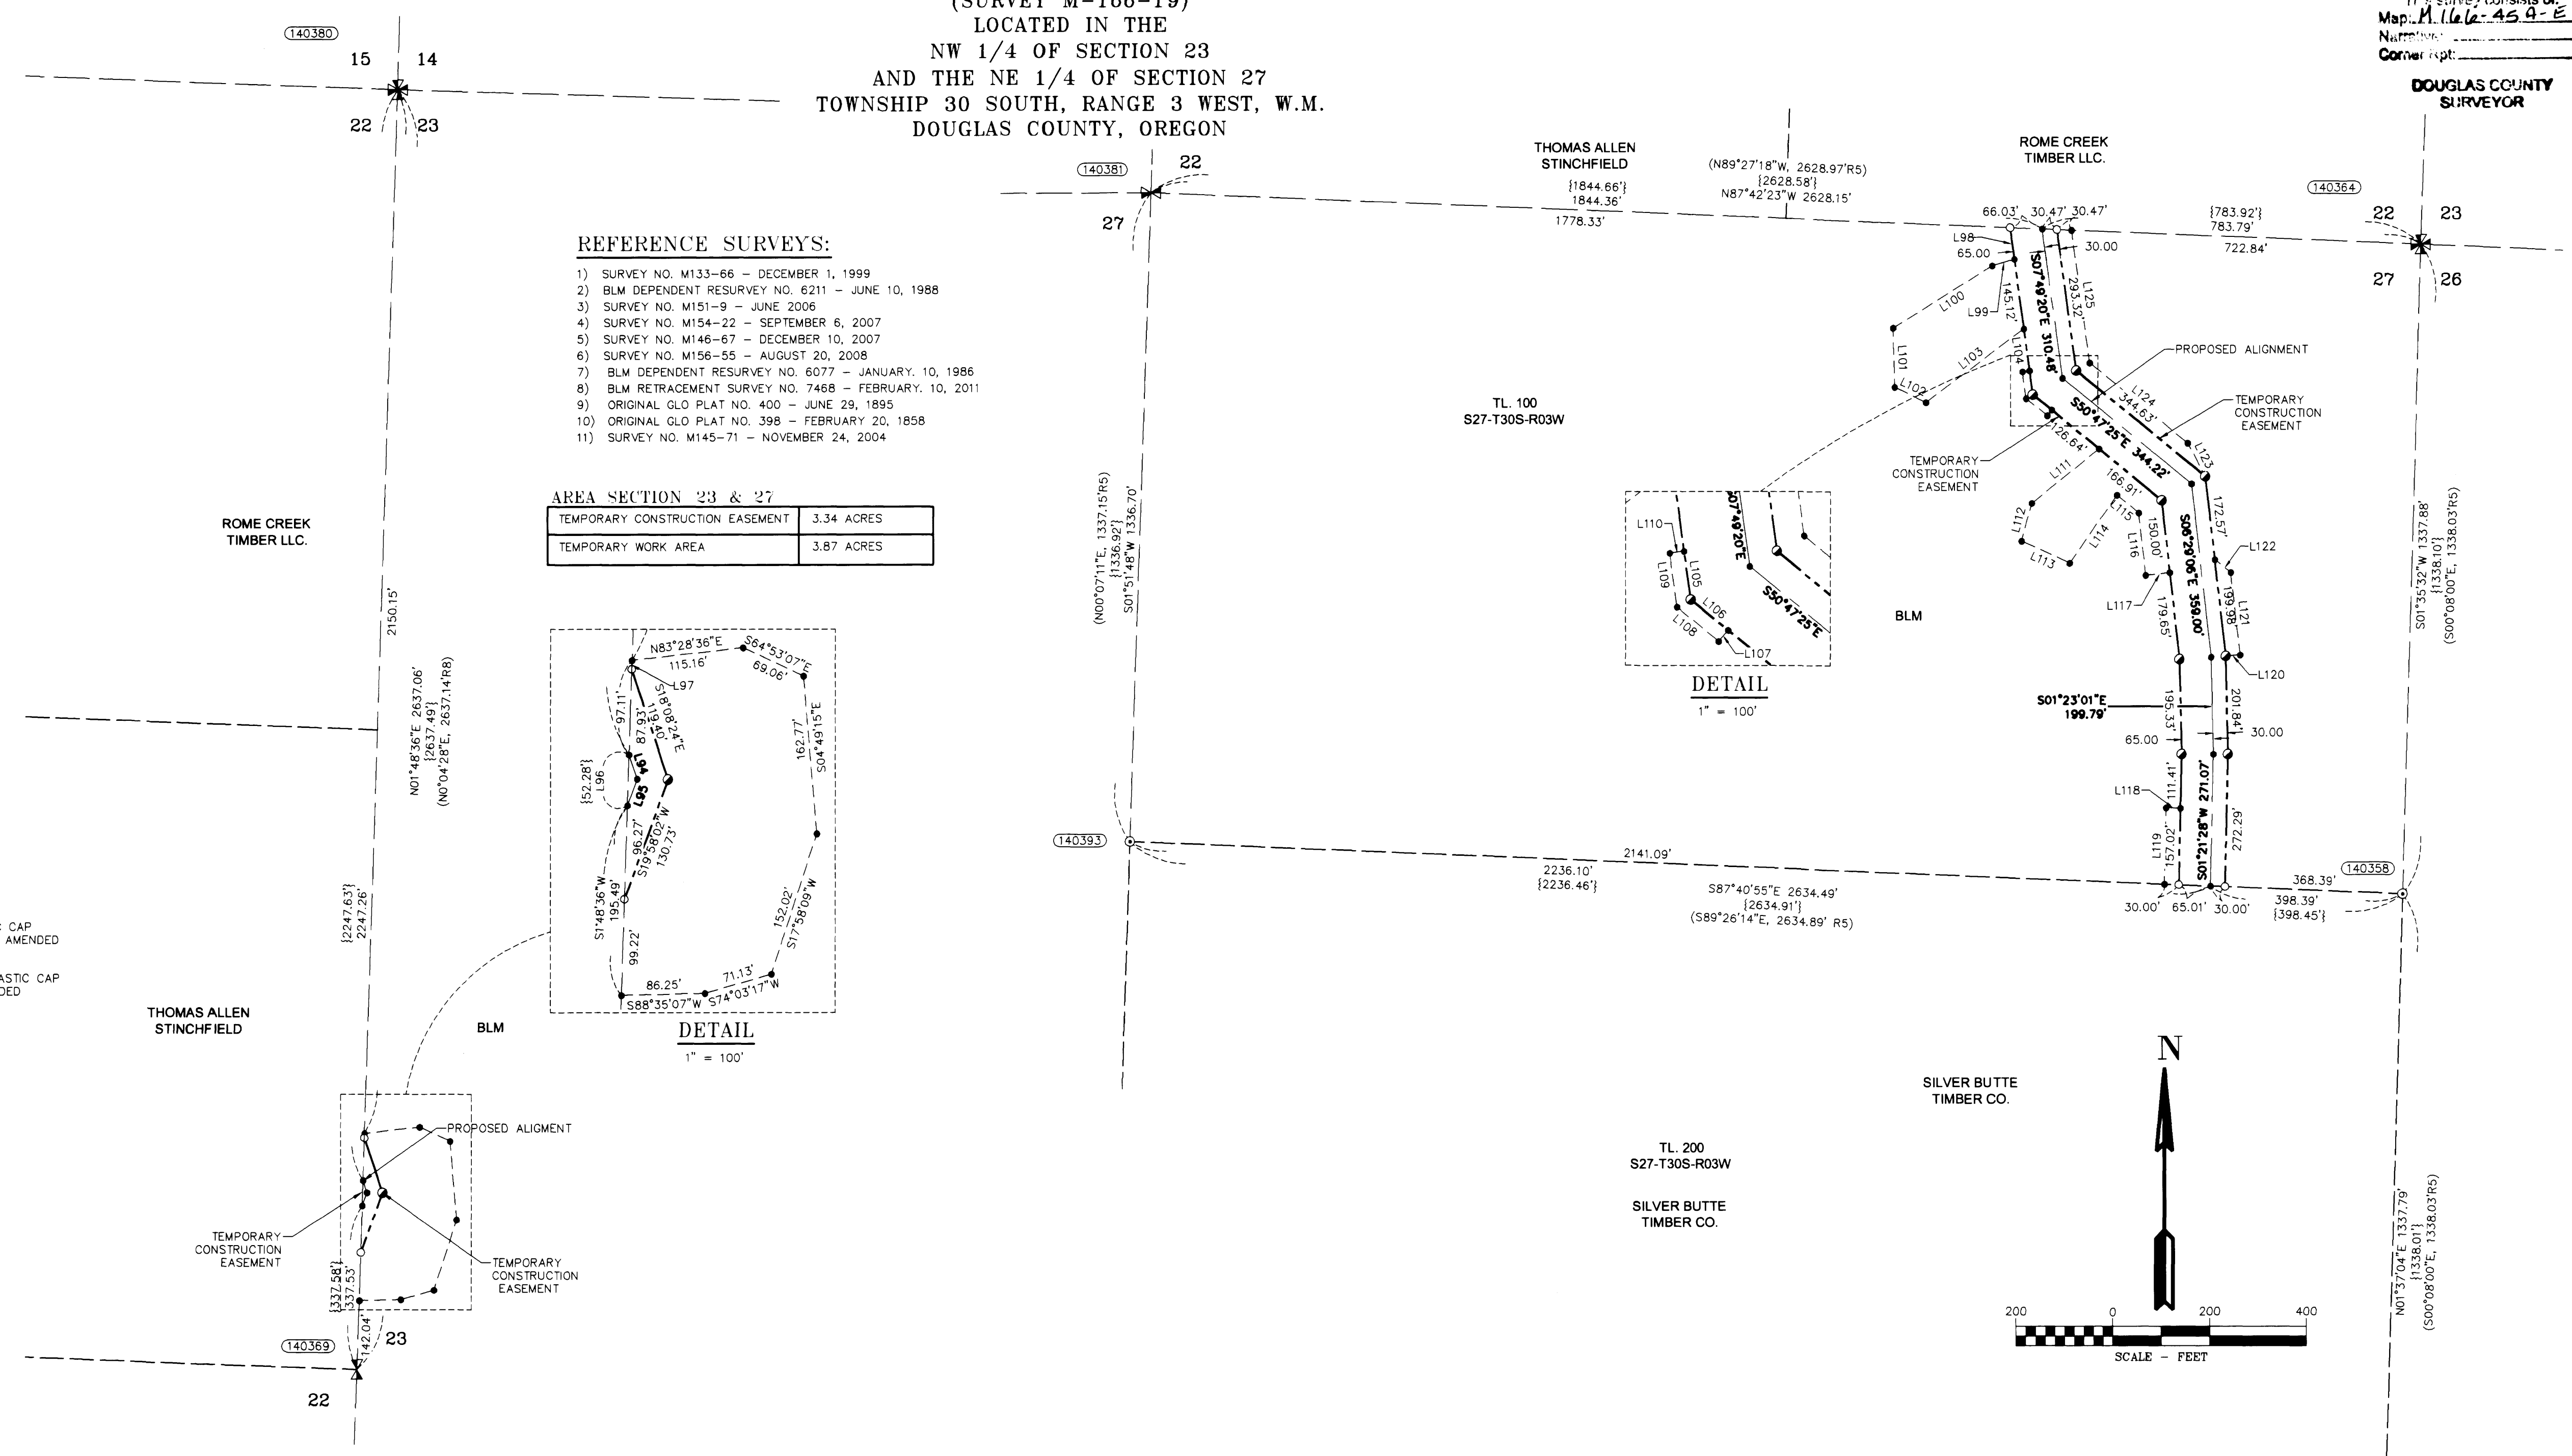 (SURVEY M-166-19)
LOCATED IN THE
NW 1/4 OF SECTION 23
AND THE NE 1/4 OF SECTION 27
TOWNSHIP 30 SOUTH, RANGE 3 WEST, W.M.
DOUGLAS COUNTY, OREGON
This survey consists of:
Map: M 166-45 A-E
Narrative:
Corner Rpt:
DOUGLAS COUNTY
SURVEYOR
140380
15 14
22 23
ROME CREEK
TIMBER LLC.
2150.15'
N01°48'36"E 2637.06'
{2637.49'}
(N0°04'28"E, 2637.14'R8)
{2247.63'}
2247.26'
CAP
AMENDED
ASTIC CAP
DED
THOMAS ALLEN
STINCHFIELD
BLM
PROPOSED ALIGMENT
TEMPORARY
CONSTRUCTION
EASEMENT
TEMPORARY
CONSTRUCTION
EASEMENT
{337.58'}
337.53'
142.04'
140369
23
22
REFERENCE SURVEYS:
1) SURVEY NO. M133-66 - DECEMBER 1, 1999
2) BLM DEPENDENT RESURVEY NO. 6211 - JUNE 10, 1988
3) SURVEY NO. M151-9 - JUNE 2006
4) SURVEY NO. M154-22 - SEPTEMBER 6, 2007
5) SURVEY NO. M146-67 - DECEMBER 10, 2007
6) SURVEY NO. M156-55 - AUGUST 20, 2008
7) BLM DEPENDENT RESURVEY NO. 6077 - JANUARY. 10, 1986
8) BLM RETRACEMENT SURVEY NO. 7468 - FEBRUARY. 10, 2011
9) ORIGINAL GLO PLAT NO. 400 - JUNE 29, 1895
10) ORIGINAL GLO PLAT NO. 398 - FEBRUARY 20, 1858
11) SURVEY NO. M145-71 - NOVEMBER 24, 2004
AREA SECTION 23 & 27
TEMPORARY CONSTRUCTION EASEMENT 3.34 ACRES
TEMPORARY WORK AREA 3.87 ACRES
N83°28'36"E
115.16'
S64°53'07"E
69.06'
L97
S18°08'24"E
119.40'
97.11'
87.93'
162.77'
S04°49'15"E
L94
L95
{52.28'}
L96
96.27'
S19°58'02"W
130.73'
S1°48'36"W
195.49'
99.22'
152.02'
S17°58'09"W
86.25'
S88°35'07"W
71.13'
S74°03'17"W
DETAIL
1" = 100'
140381
22
27
THOMAS ALLEN
STINCHFIELD
{1844.66'}
1844.36'
1778.33'
(N89°27'18"W, 2628.97'R5)
{2628.58'}
N87°42'23"W 2628.15'
ROME CREEK
TIMBER LLC.
140364
66.03' 30.47' 30.47'
{783.92'}
783.79'
722.84'
22 23
27 26
L98
65.00
30.00
L100
L99
145.12'
S07°49'20"E 310.48'
293.32'
L125
L101
L102
L103
L104
PROPOSED ALIGNMENT
L124
344.63'
S50°47'25"E 344.22'
TEMPORARY
CONSTRUCTION
EASEMENT
L123
126.64'
TEMPORARY
CONSTRUCTION
EASEMENT
L111
166.91'
L112
L113
L114
L115
L116
150.00'
L117
179.65'
S06°29'06"E 359.00'
172.57'
L122
199.98'
L121
L120
TL. 100
S27-T30S-R03W
BLM
L110
L109
L105
L106
L108
L107
S07°49'20"E
S50°47'25"E
DETAIL
1" = 100'
S01°23'01"E
199.79'
195.33'
201.84'
65.00
30.00
L118
111.41'
L119
157.02'
S01°21'28"W 271.07'
272.29'
(N00°07'11"E, 1337.15'R5)
{1336.92'}
S01°51'48"W 1336.70'
S01°35'32"W 1337.88'
{1338.10'}
(S00°08'00"E, 1338.03'R5)
140393
2141.09'
2236.10'
{2236.46'}
S87°40'55"E 2634.49'
{2634.91'}
(S89°26'14"E, 2634.89' R5)
30.00' 65.01' 30.00'
140358
368.39'
398.39'
{398.45'}
N
SILVER BUTTE
TIMBER CO.
TL. 200
S27-T30S-R03W
SILVER BUTTE
TIMBER CO.
N01°37'04"E 1337.79'
{1338.01'}
(S00°08'00"E, 1338.03'R5)
200 0 200 400
SCALE - FEET